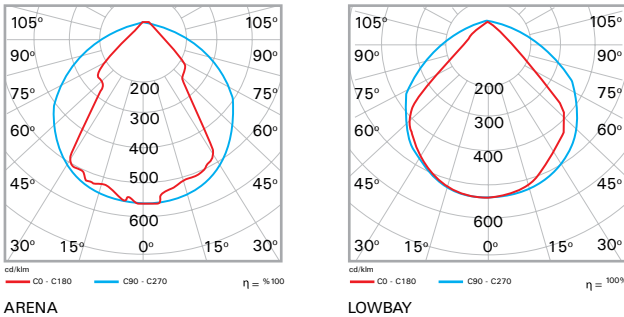 105° 105°
90° 90°
75° 200 75°
300
60° 400 60°
45° 500 45°
600
30° 15° 0° 15° 30°
cd/klm
C0 - C180 C90 - C270 η = %100
ARENA
105° 105°
90° 90°
75° 200 75°
300
60° 400 60°
45° 45°
600
30° 15° 0° 15° 30°
cd/klm
C0 - C180 C90 - C270 η = 100%
LOWBAY